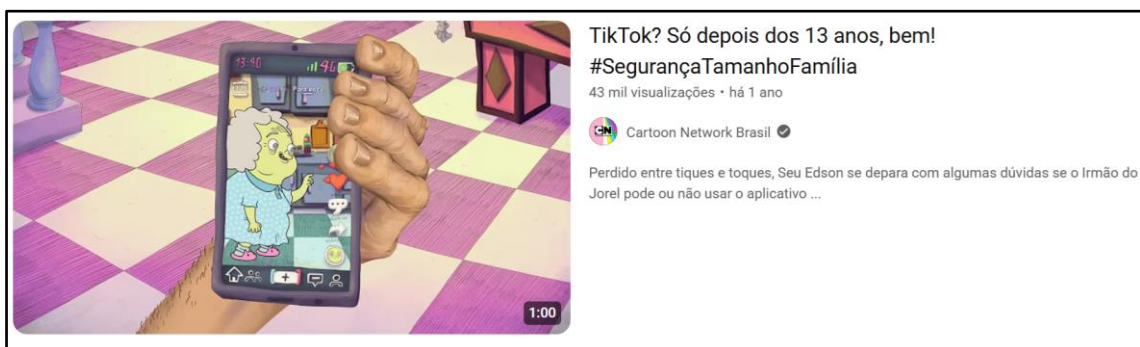 13:40
4G
TikTok? Só depois dos 13 anos, bem!
#SegurançaTamanhoFamília
43 mil visualizações • há 1 ano
CN Cartoon Network Brasil
Perdido entre tiques e toques, Seu Edson se depara com algumas dúvidas se o Irmão do
Jorel pode ou não usar o aplicativo ...
1:00